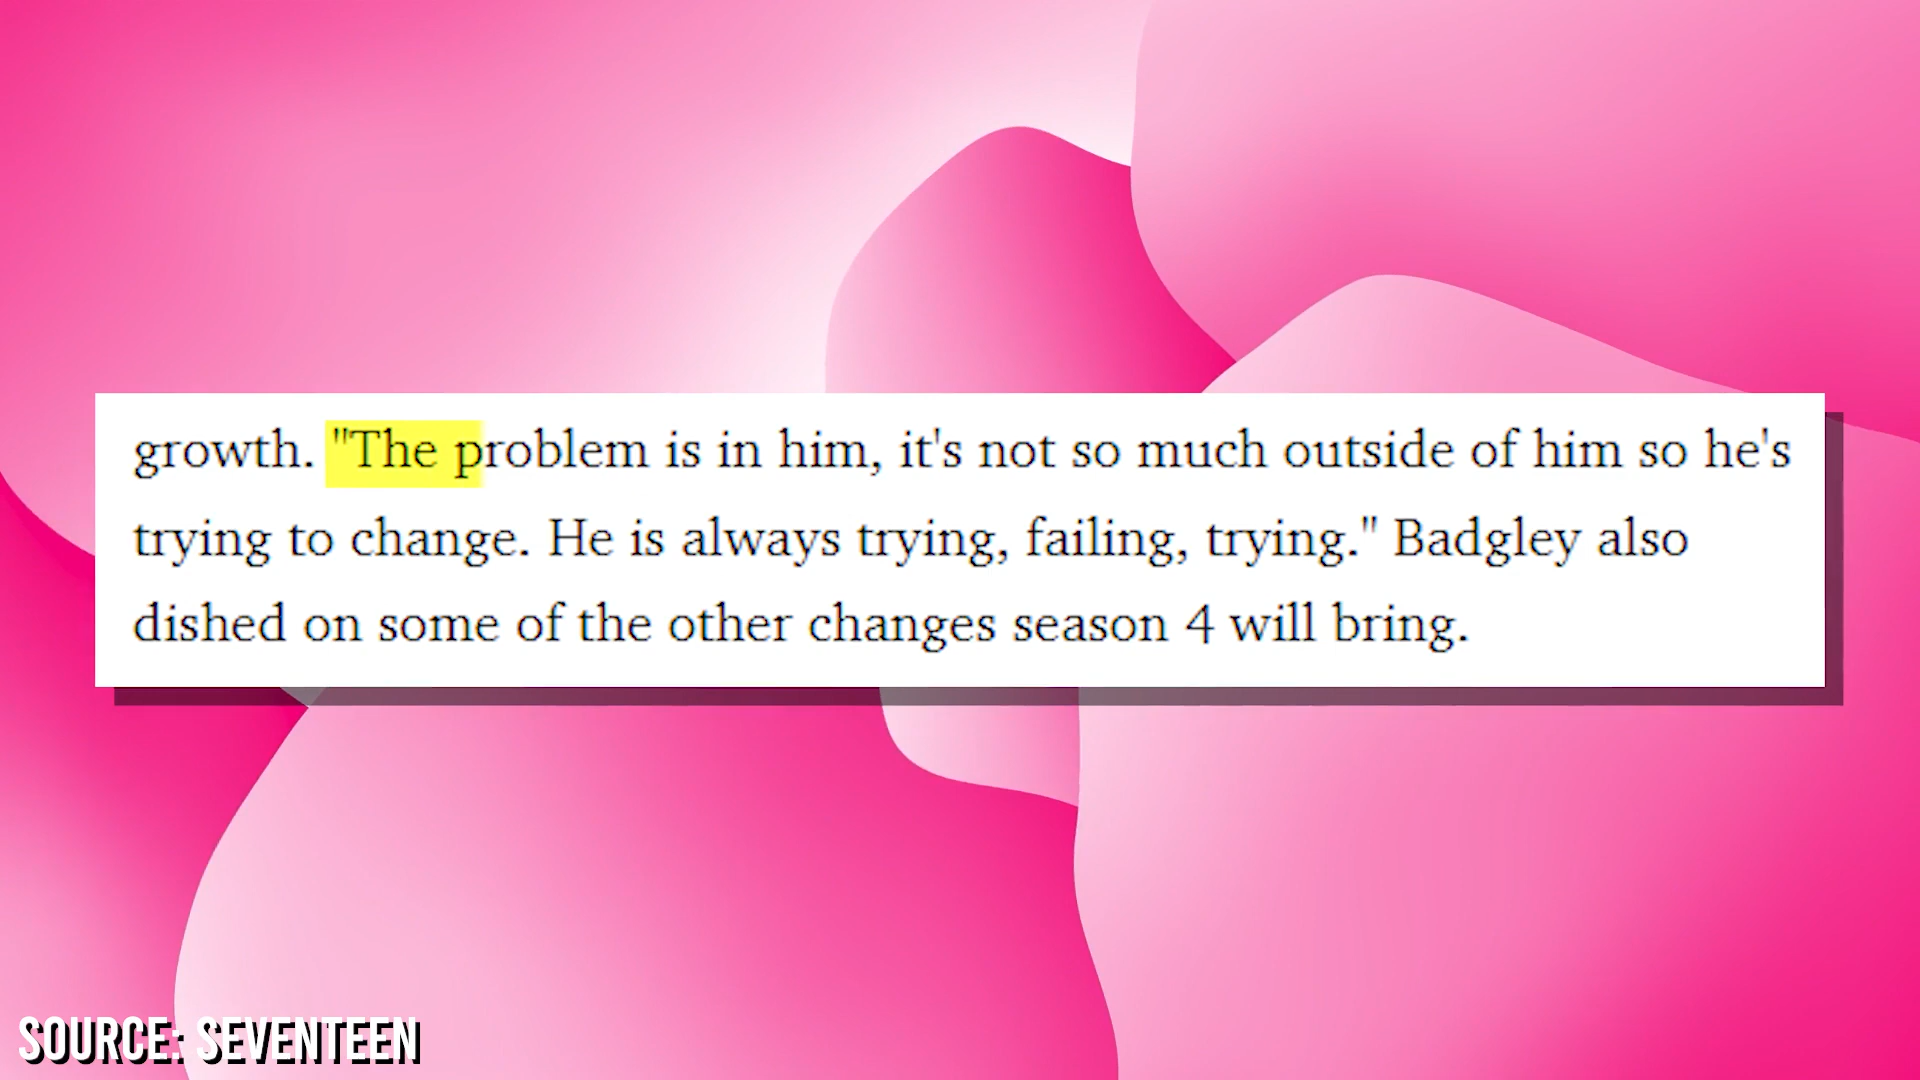 growth. "The problem is in him, it's not so much outside of him so he's
trying to change. He is always trying, failing, trying." Badgley also
dished on some of the other changes season 4 will bring.
SOURCE: SEVENTEEN